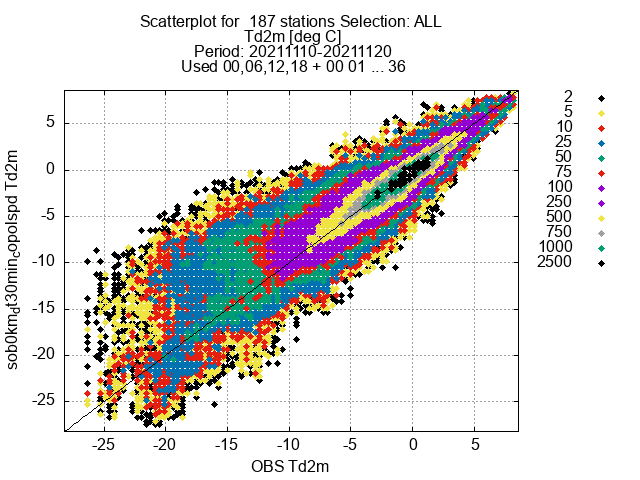 Scatterplot for  187 stations Selection: ALL
Td2m [deg C]
Period: 20211110-20211120
Used 00,06,12,18 + 00 01 ... 36
sob0km_dt30min_copolspd Td2m
5
0
-5
-10
-15
-20
-25
-25 -20 -15 -10 -5 0 5
OBS Td2m
2
5
10
25
50
75
100
250
500
750
1000
2500